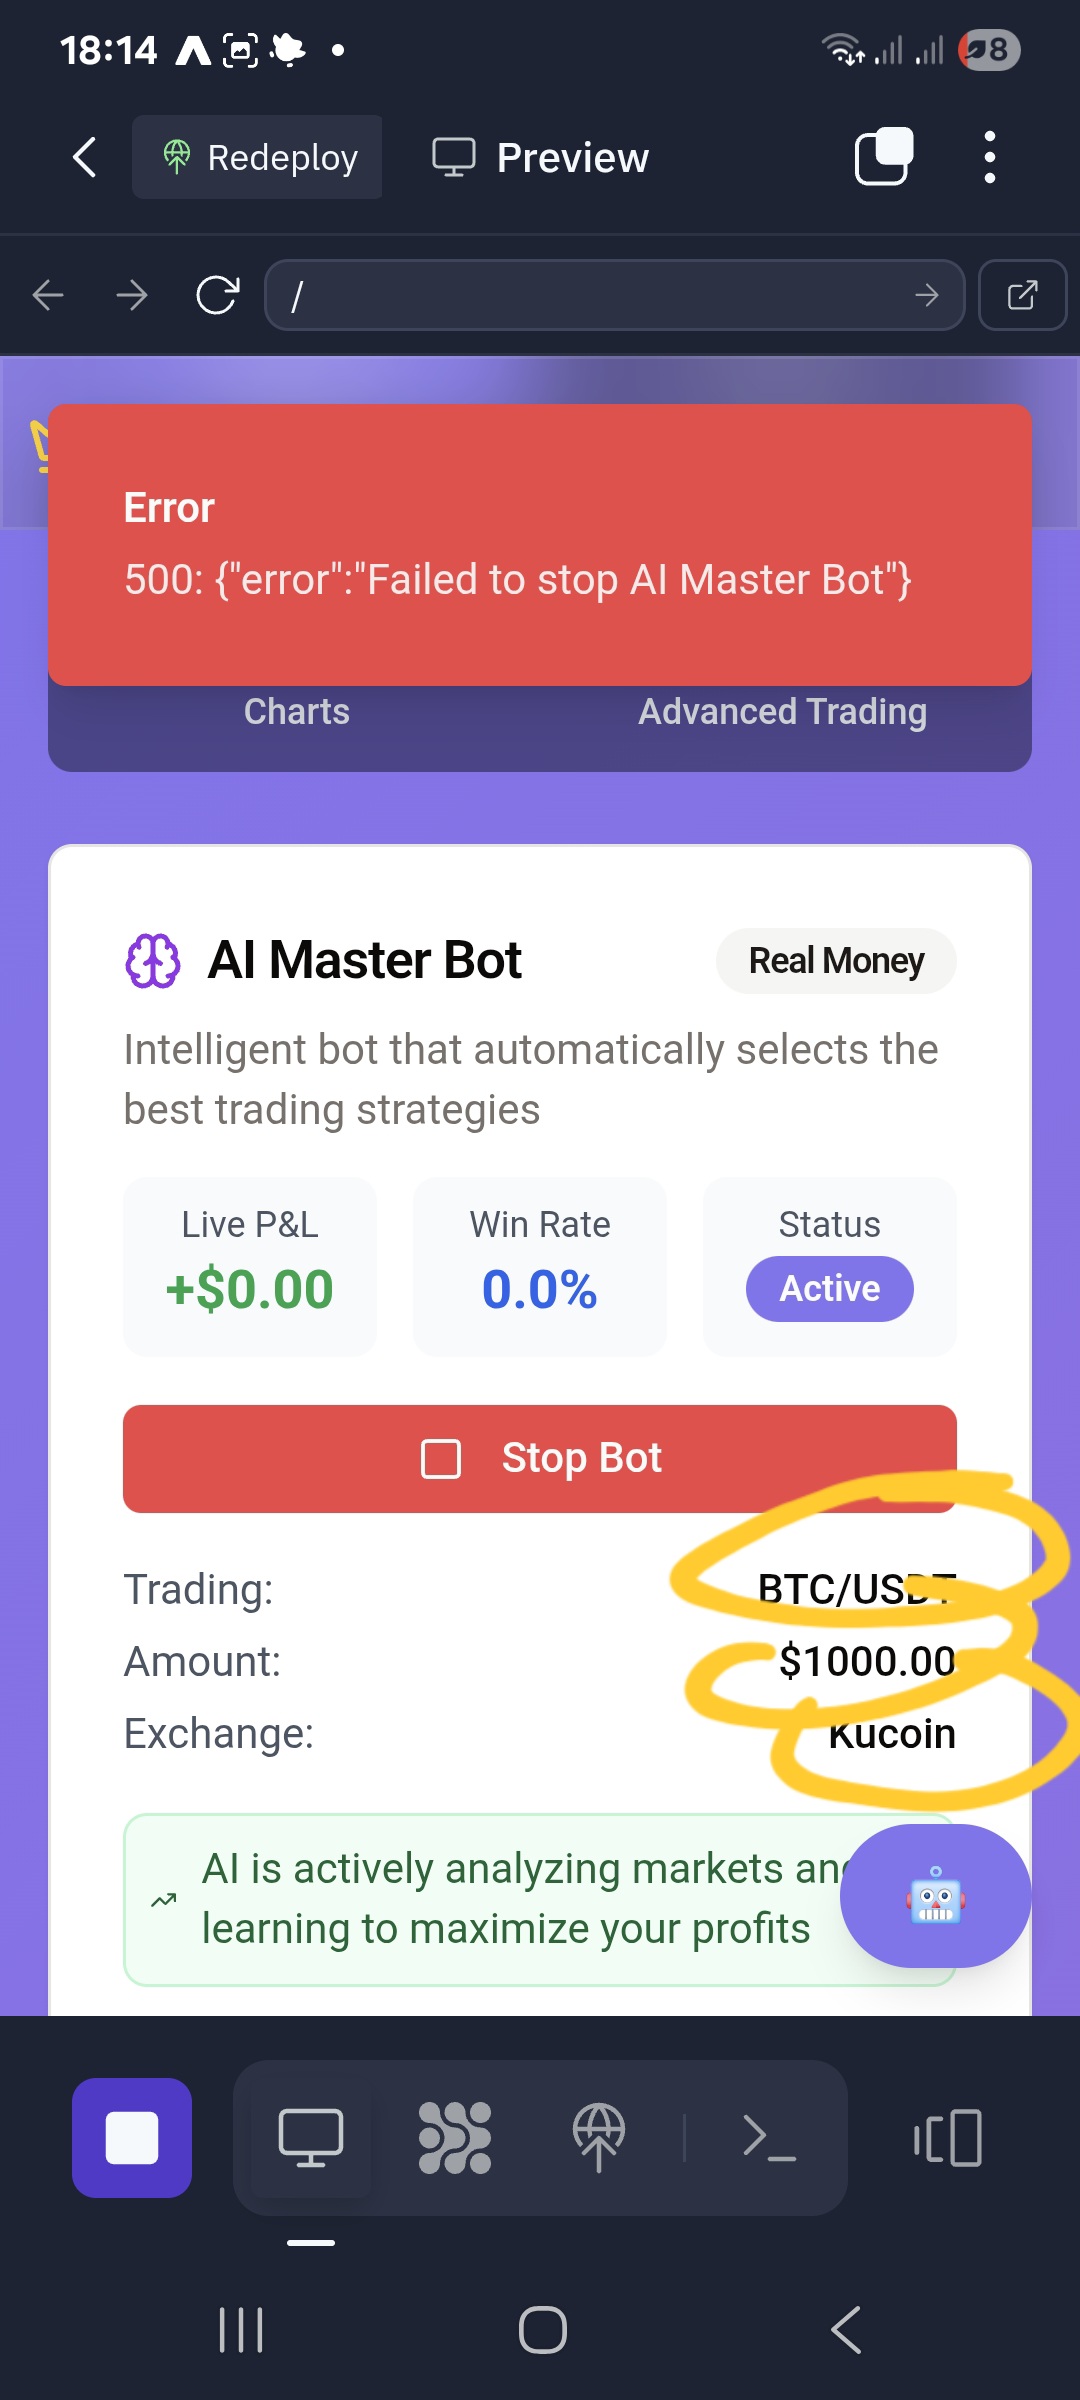 18:14
8
Redeploy
Preview
/
Error
500: {"error":"Failed to stop AI Master Bot"}
Charts
Advanced Trading
AI Master Bot
Real Money
Intelligent bot that automatically selects the
best trading strategies
Live P&L
+$0.00
Win Rate
0.0%
Status
Active
Stop Bot
Trading:
BTC/USDT
Amount:
$1000.00
Exchange:
Kucoin
AI is actively analyzing markets and
learning to maximize your profits